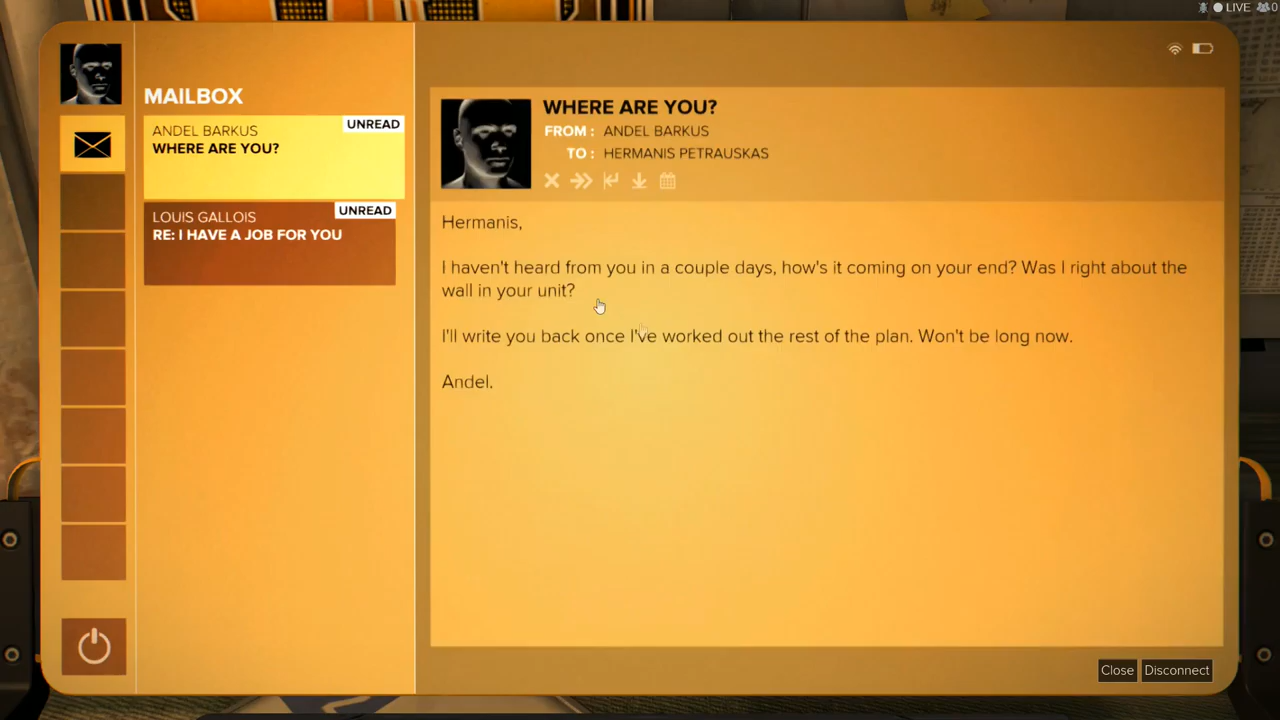 LIVE 0
MAILBOX
UNREAD
ANDEL BARKUS
WHERE ARE YOU?
UNREAD
LOUIS GALLOIS
RE: I HAVE A JOB FOR YOU
WHERE ARE YOU?
FROM : ANDEL BARKUS
TO : HERMANIS PETRAUSKAS
Hermanis,
I haven't heard from you in a couple days, how's it coming on your end? Was I right about the
wall in your unit?
I'll write you back once I've worked out the rest of the plan. Won't be long now.
Andel.
Close Disconnect